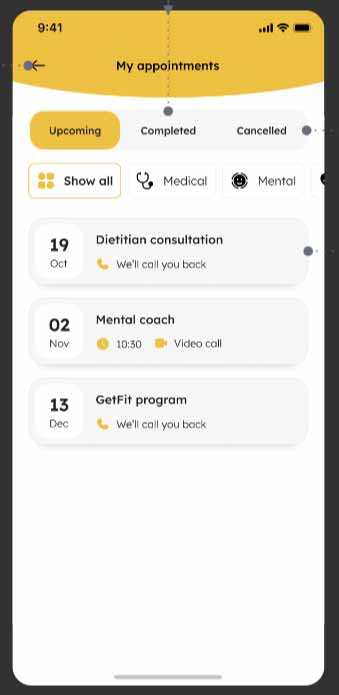 9:41
My appointments
Upcoming Completed Cancelled
Show all Medical Mental
19 Oct
Dietitian consultation
We'll call you back
02 Nov
Mental coach
10:30 Video call
13 Dec
GetFit program
We'll call you back